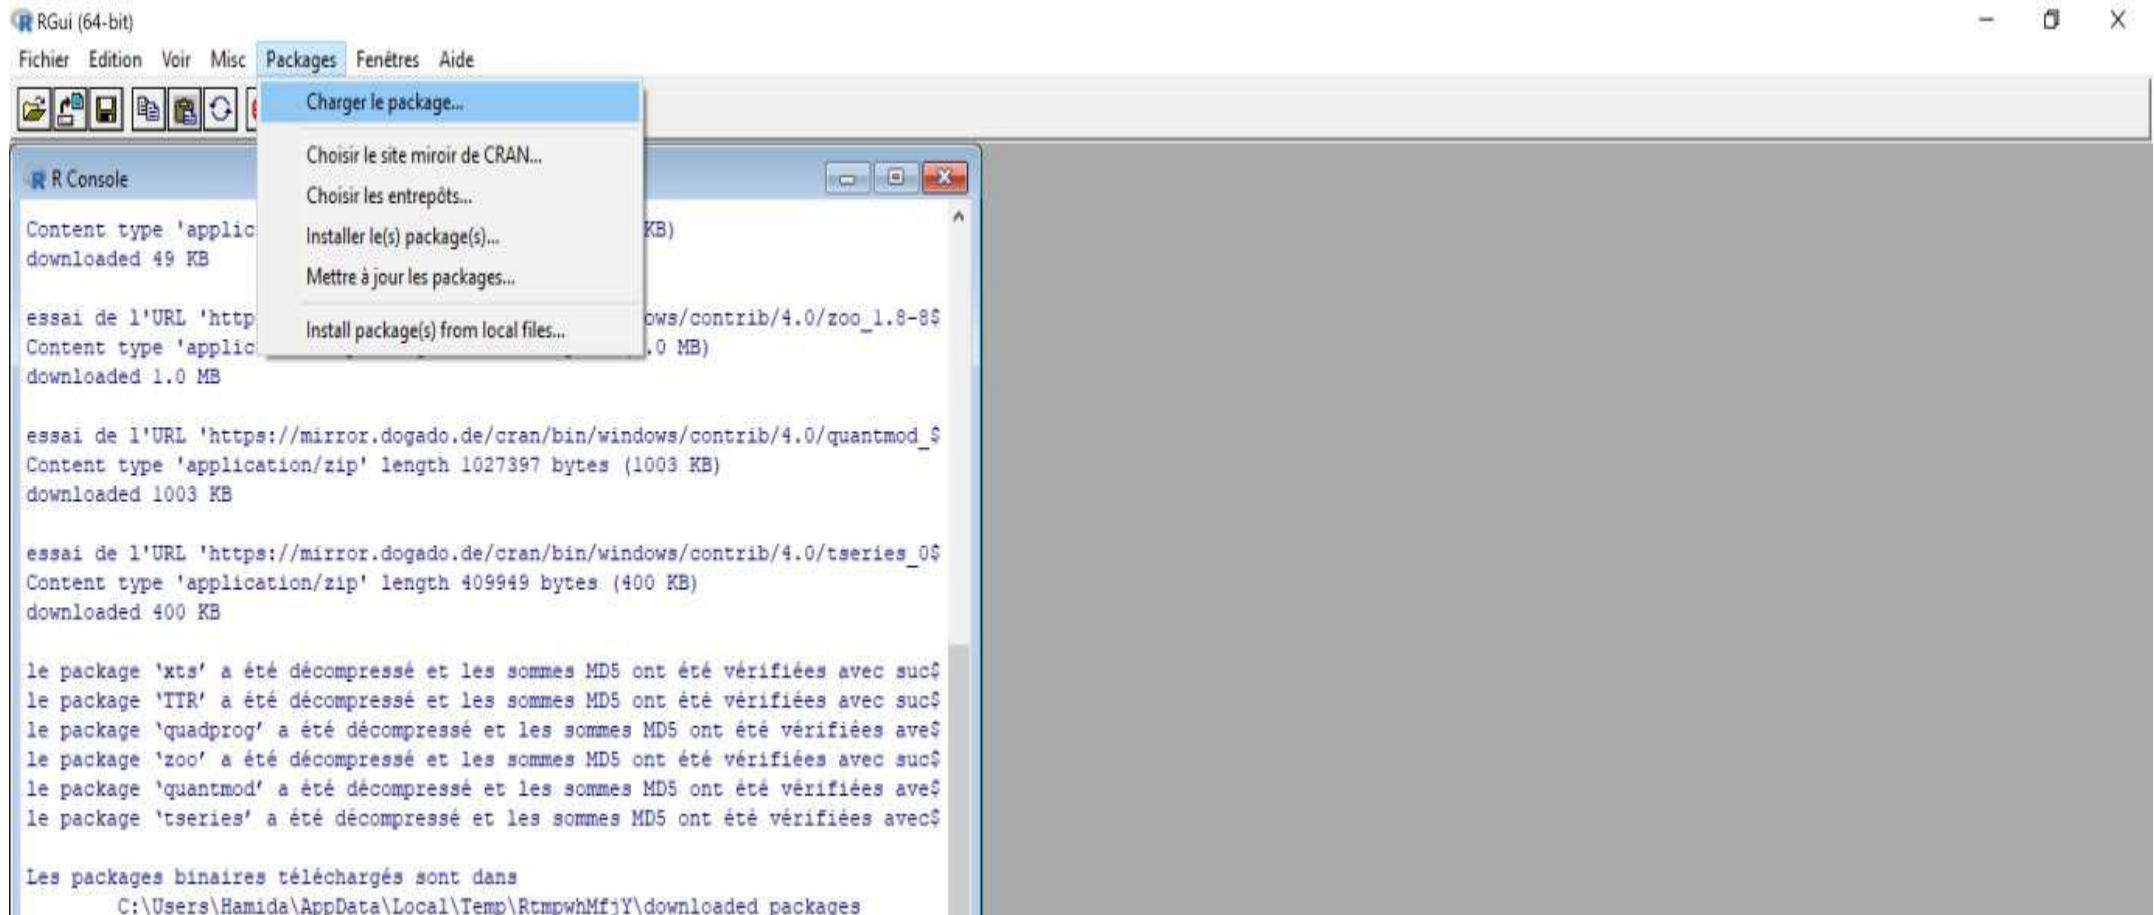 RGui (64-bit)
Fichier Edition Voir Misc Packages Fenêtres Aide
Charger le package...
Choisir le site miroir de CRAN...
Choisir les entrepôts...
Installer le(s) package(s)...
Mettre à jour les packages...
Install package(s) from local files...
R Console
Content type 'applic KB)
downloaded 49 KB
essai de l'URL 'http ows/contrib/4.0/zoo_1.8-8$
Content type 'applic .0 MB)
downloaded 1.0 MB
essai de l'URL 'https://mirror.dogado.de/cran/bin/windows/contrib/4.0/quantmod_$
Content type 'application/zip' length 1027397 bytes (1003 KB)
downloaded 1003 KB
essai de l'URL 'https://mirror.dogado.de/cran/bin/windows/contrib/4.0/tseries_0$
Content type 'application/zip' length 409949 bytes (400 KB)
downloaded 400 KB
le package ‘xts’ a été décompressé et les sommes MD5 ont été vérifiées avec suc$
le package ‘TTR’ a été décompressé et les sommes MD5 ont été vérifiées avec suc$
le package ‘quadprog’ a été décompressé et les sommes MD5 ont été vérifiées ave$
le package ‘zoo’ a été décompressé et les sommes MD5 ont été vérifiées avec suc$
le package ‘quantmod’ a été décompressé et les sommes MD5 ont été vérifiées ave$
le package ‘tseries’ a été décompressé et les sommes MD5 ont été vérifiées avec$
Les packages binaires téléchargés sont dans
C:\Users\Hamida\AppData\Local\Temp\RtmpwhMfjY\downloaded_packages